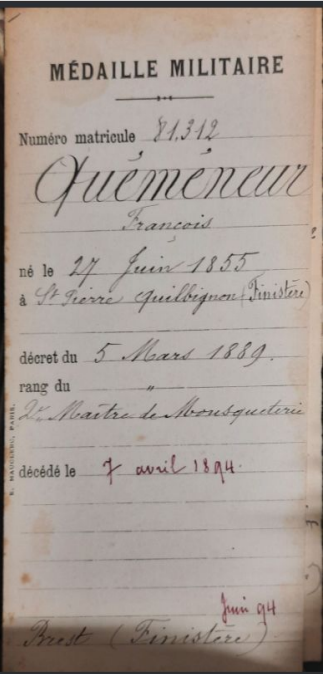 MÉDAILLE MILITAIRE
Numéro matricule 81.312
Quéméneur
François
né le 27 Juin 1855
à St Pierre Quilbignon (Finistère)
décret du 5 Mars 1889.
rang du "
2e Maître de Mousqueterie
décédé le 7 avril 1894.
Juin 94
Brest (Finistère)
PARIS.